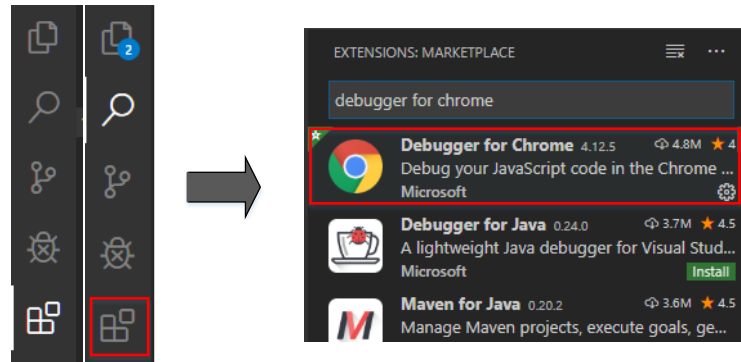 2
EXTENSIONS: MARKETPLACE
debugger for chrome
Debugger for Chrome 4.12.5 4.8M ★ 4
Debug your JavaScript code in the Chrome ...
Microsoft
Debugger for Java 0.24.0 3.7M ★ 4.5
A lightweight Java debugger for Visual Stud...
Microsoft Install
Maven for Java 0.20.2 3.6M ★ 4.5
Manage Maven projects, execute goals, ge...